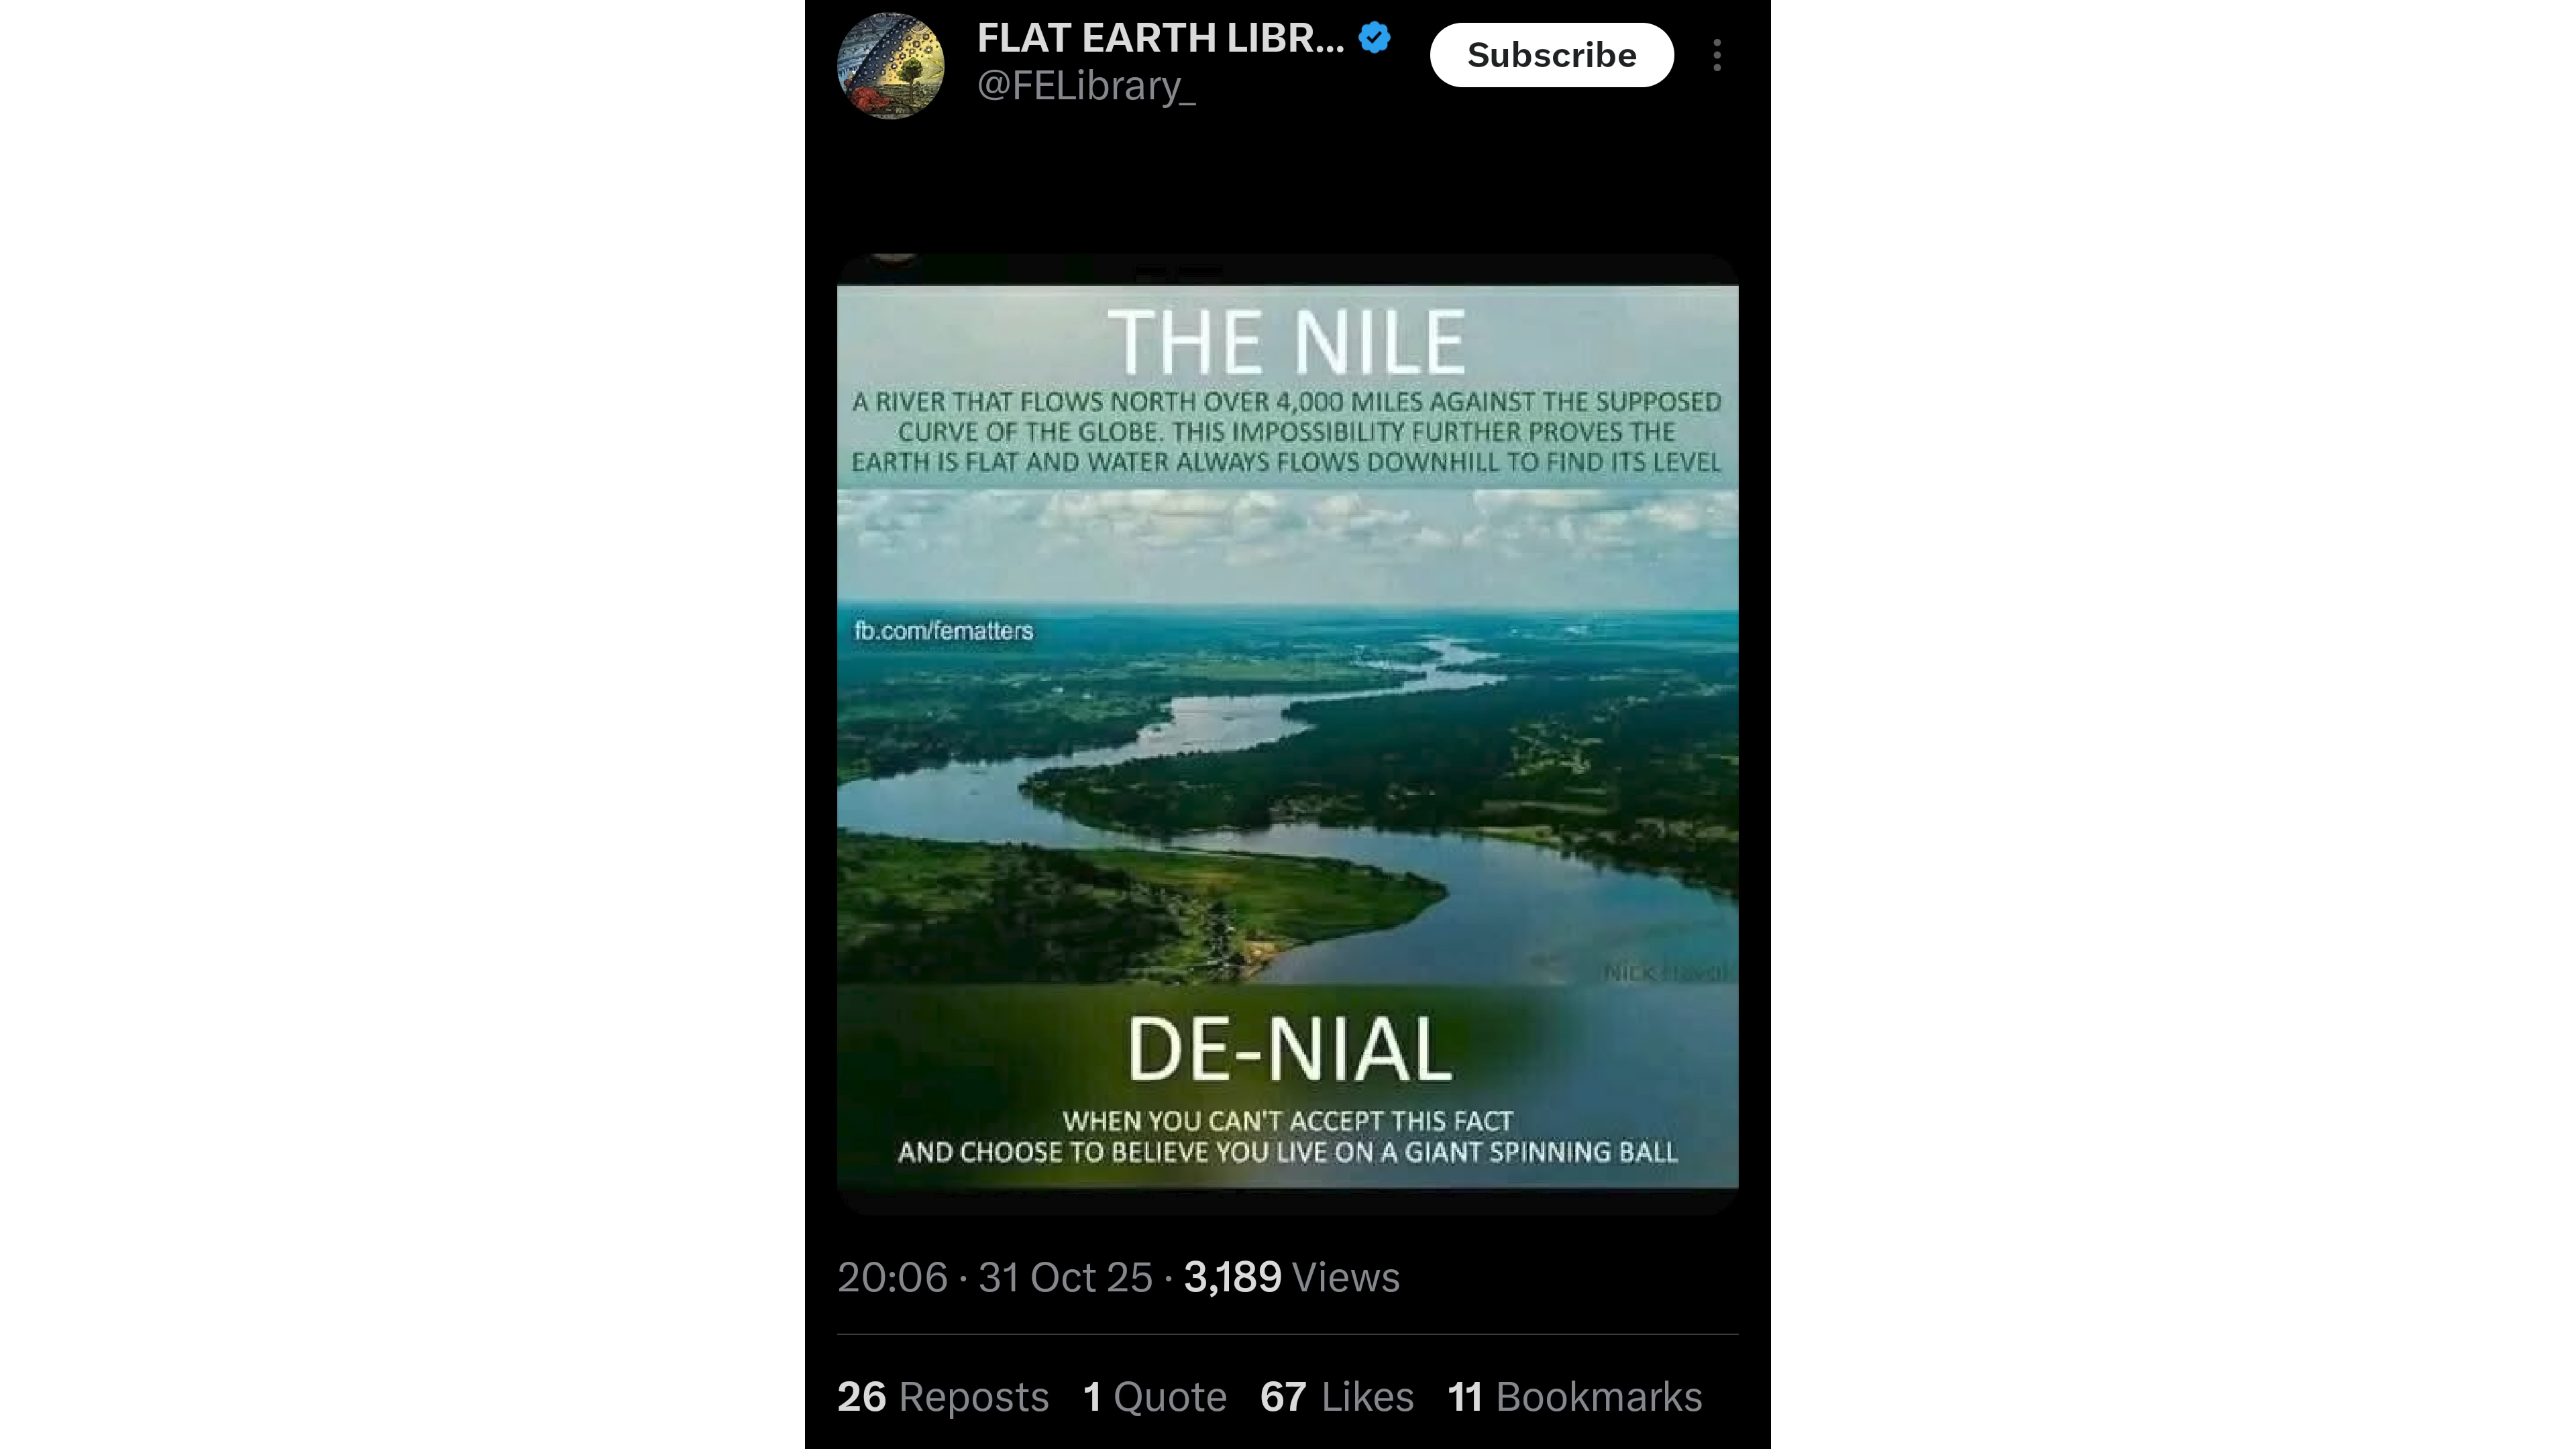 FLAT EARTH LIBR...
Subscribe
@FELibrary_
THE NILE
A RIVER THAT FLOWS NORTH OVER 4,000 MILES AGAINST THE SUPPOSED
CURVE OF THE GLOBE. THIS IMPOSSIBILITY FURTHER PROVES THE
EARTH IS FLAT AND WATER ALWAYS FLOWS DOWNHILL TO FIND ITS LEVEL
fb.com/fematters
NICK
DE-NIAL
WHEN YOU CAN'T ACCEPT THIS FACT
AND CHOOSE TO BELIEVE YOU LIVE ON A GIANT SPINNING BALL
20:06 · 31 Oct 25 · 3,189 Views
26 Reposts 1 Quote 67 Likes 11 Bookmarks